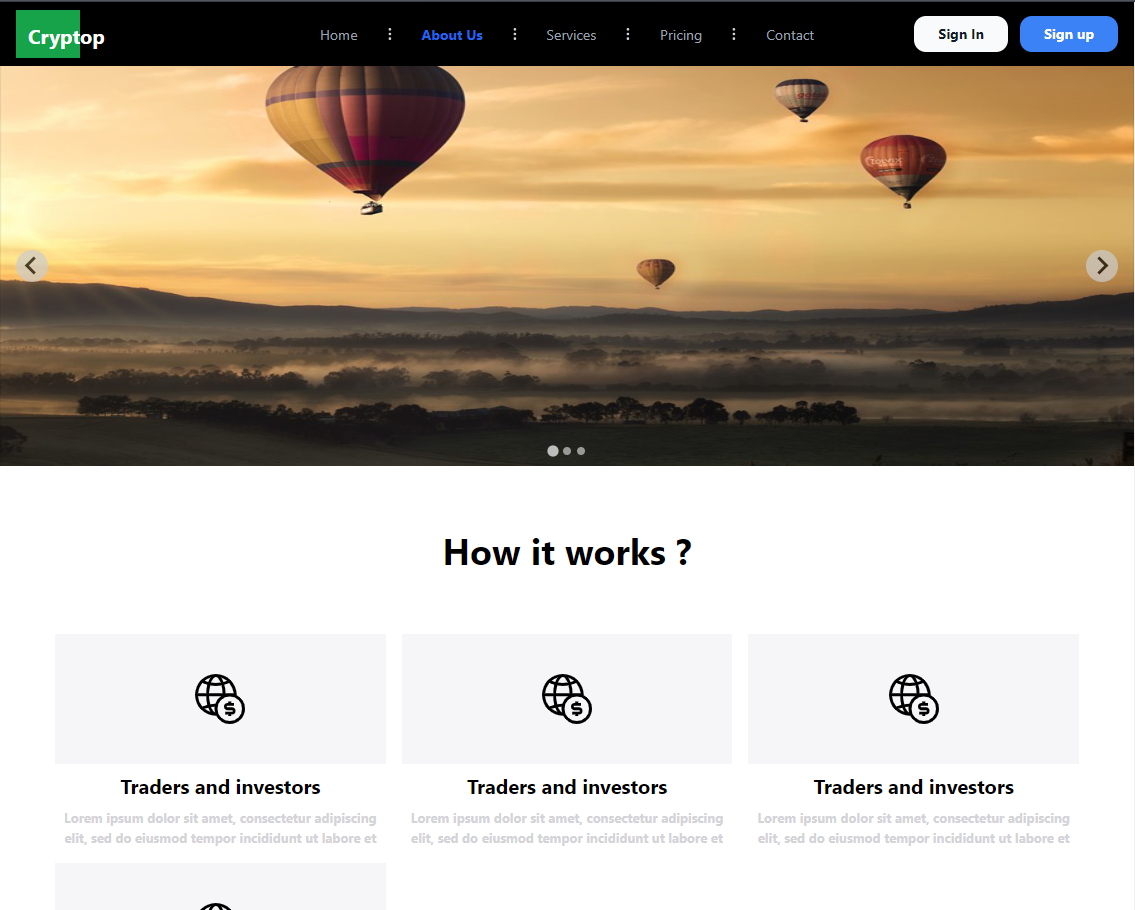 Cryptop
Home
About Us
Services
Pricing
Contact
Sign In
Sign up
How it works ?
Traders and investors
Lorem ipsum dolor sit amet, consectetur adipiscing
elit, sed do eiusmod tempor incididunt ut labore et
Traders and investors
Lorem ipsum dolor sit amet, consectetur adipiscing
elit, sed do eiusmod tempor incididunt ut labore et
Traders and investors
Lorem ipsum dolor sit amet, consectetur adipiscing
elit, sed do eiusmod tempor incididunt ut labore et